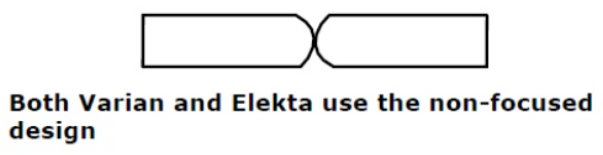 Both Varian and Elekta use the non-focused
design